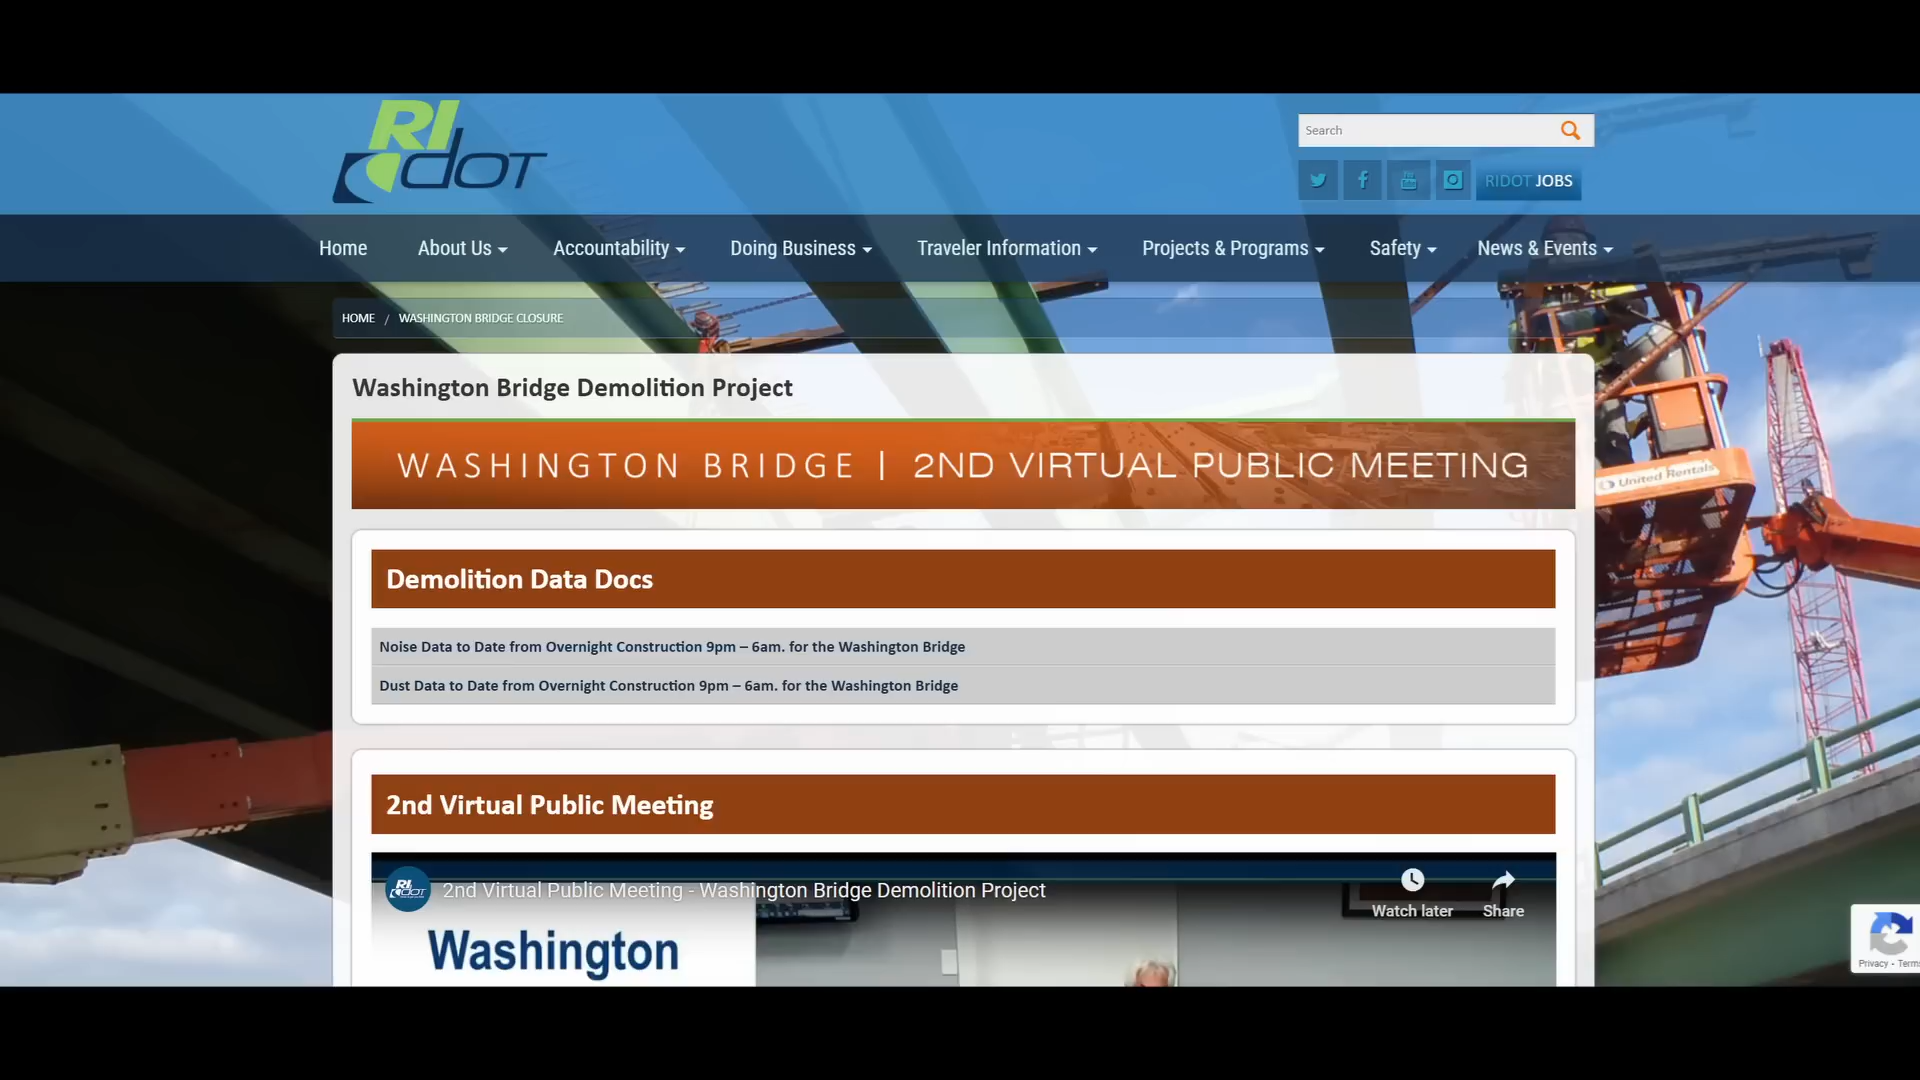 RI
dOT
Search
RIDOT JOBS
Home About Us Accountability Doing Business Traveler Information Projects & Programs Safety News & Events
HOME / WASHINGTON BRIDGE CLOSURE
Washington Bridge Demolition Project
WASHINGTON BRIDGE | 2ND VIRTUAL PUBLIC MEETING
United Rentals
Demolition Data Docs
Noise Data to Date from Overnight Construction 9pm – 6am. for the Washington Bridge
Dust Data to Date from Overnight Construction 9pm – 6am. for the Washington Bridge
2nd Virtual Public Meeting
RI DOT
2nd Virtual Public Meeting - Washington Bridge Demolition Project
Watch later
Share
Washington
Privacy - Terms